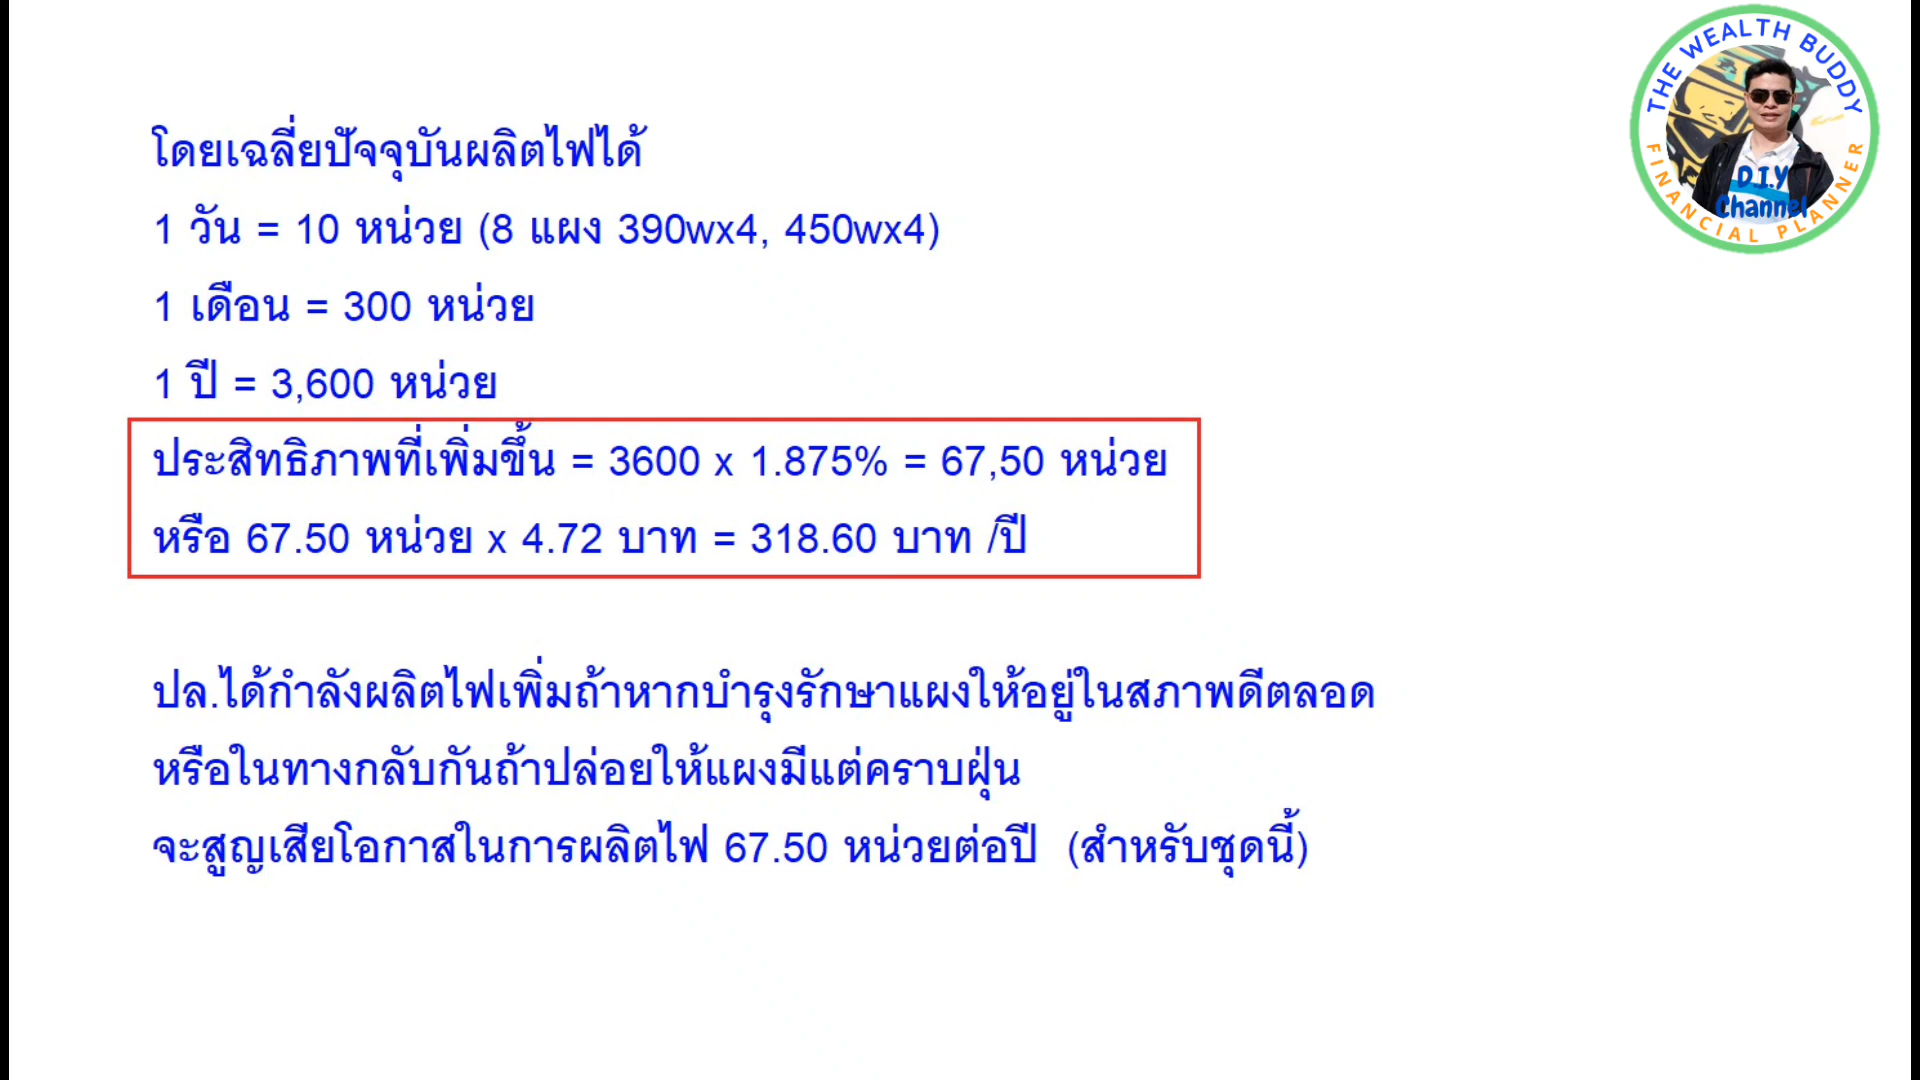 โดยเฉลี่ยปัจจุบันผลิตไฟได้
1 วัน = 10 หน่วย (8 แผง 390wx4, 450wx4)
1 เดือน = 300 หน่วย
1 ปี = 3,600 หน่วย
ประสิทธิภาพที่เพิ่มขึ้น = 3600 x 1.875% = 67,50 หน่วย
หรือ 67.50 หน่วย x 4.72 บาท = 318.60 บาท /ปี
ปล.ได้กำลังผลิตไฟเพิ่มถ้าหากบำรุงรักษาแผงให้อยู่ในสภาพดีตลอด
หรือในทางกลับกันถ้าปล่อยให้แผงมีแต่คราบฝุ่น
จะสูญเสียโอกาสในการผลิตไฟ 67.50 หน่วยต่อปี (สำหรับชุดนี้)
THE WEALTH BUDDY
D.I.Y
Channel
FINANCIAL PLANNER